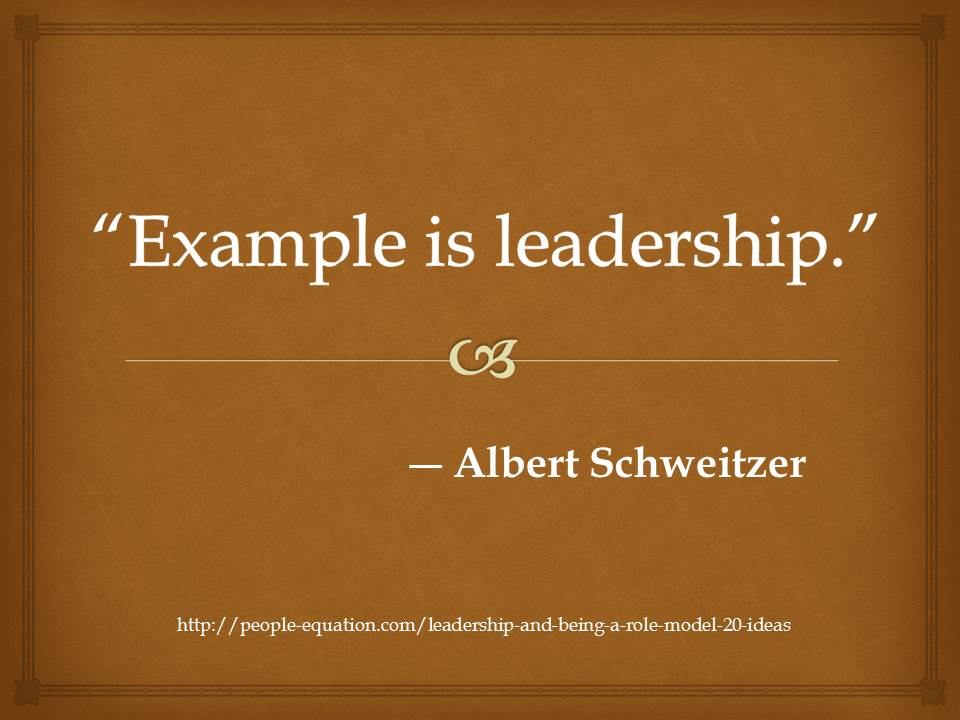 “Example is leadership.”
— Albert Schweitzer
http://people-equation.com/leadership-and-being-a-role-model-20-ideas